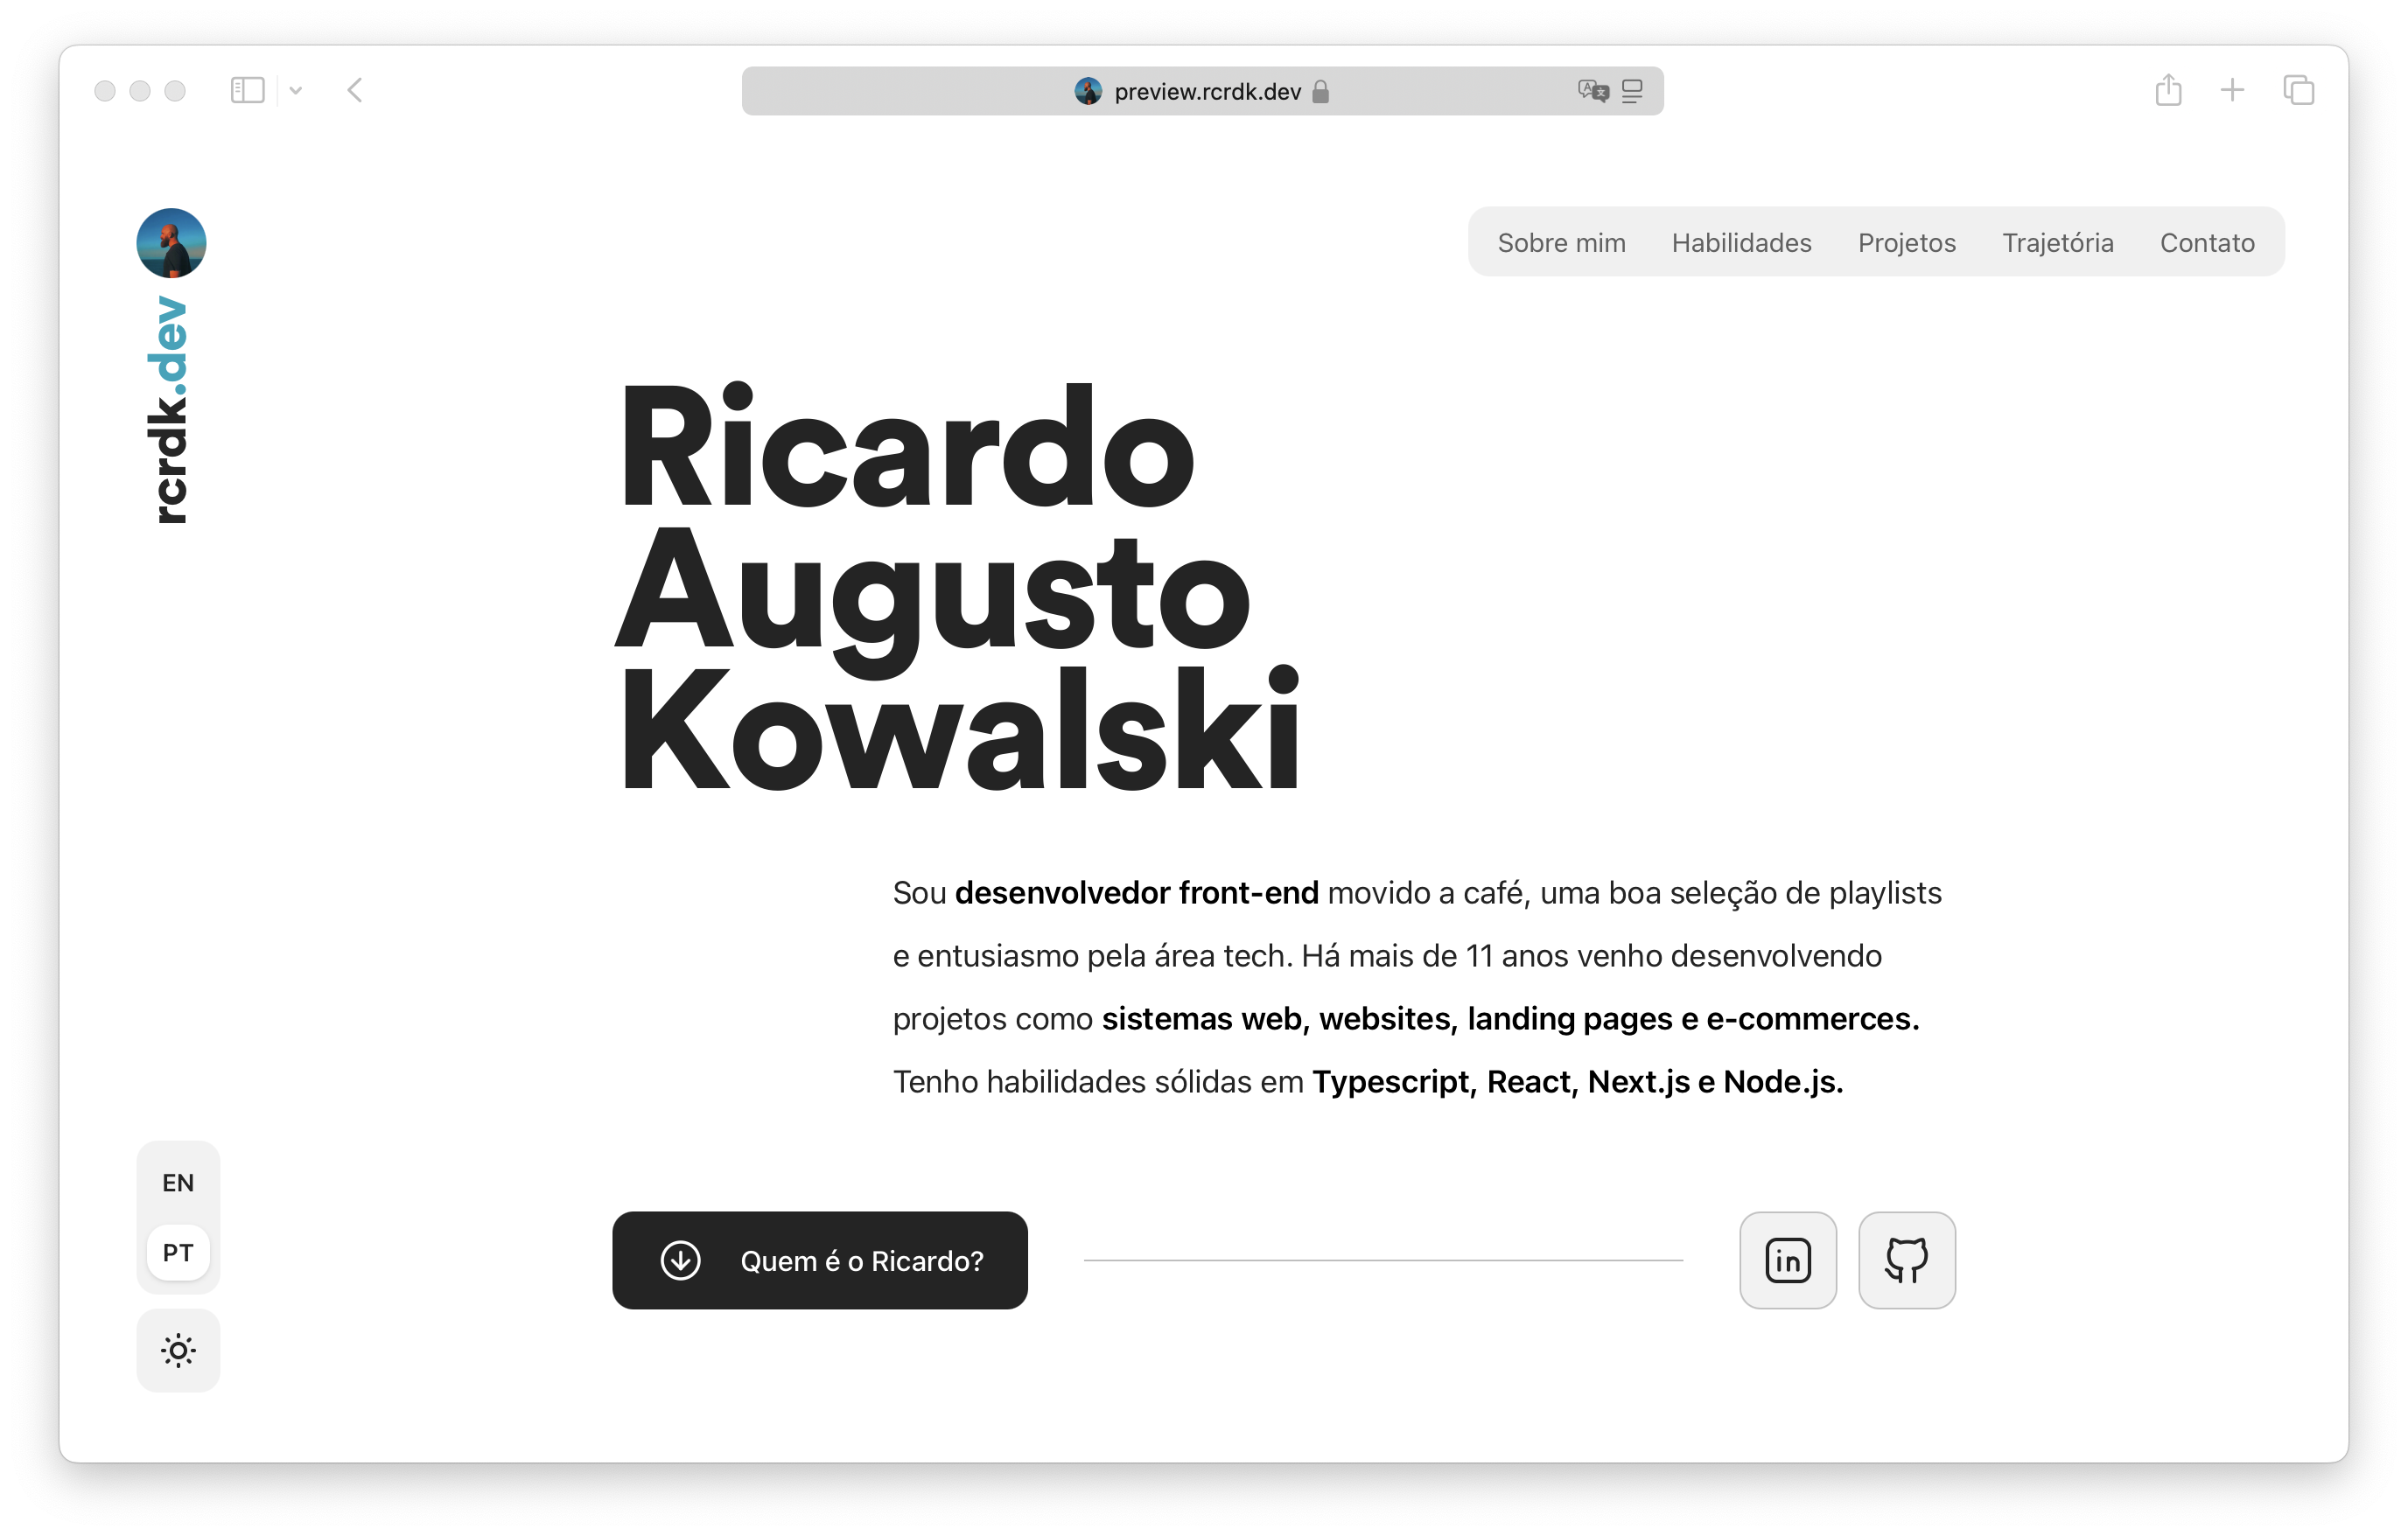 preview.rcrdk.dev
rcrdk.dev
Sobre mim Habilidades Projetos Trajetória Contato
Ricardo
Augusto
Kowalski
Sou desenvolvedor front-end movido a café, uma boa seleção de playlists
e entusiasmo pela área tech. Há mais de 11 anos venho desenvolvendo
projetos como sistemas web, websites, landing pages e e-commerces.
Tenho habilidades sólidas em Typescript, React, Next.js e Node.js.
EN
PT
Quem é o Ricardo?
in